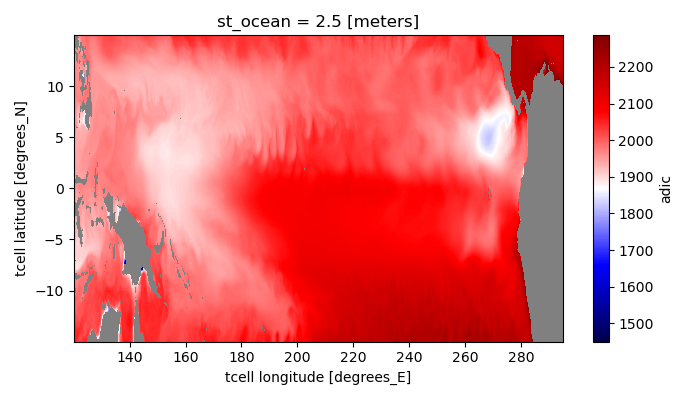 st_ocean = 2.5 [meters]
10
5
0
−5
−10
tcell latitude [degrees_N]
140 160 180 200 220 240 260 280
tcell longitude [degrees_E]
2200
2100
2000
1900
1800
1700
1600
1500
adic